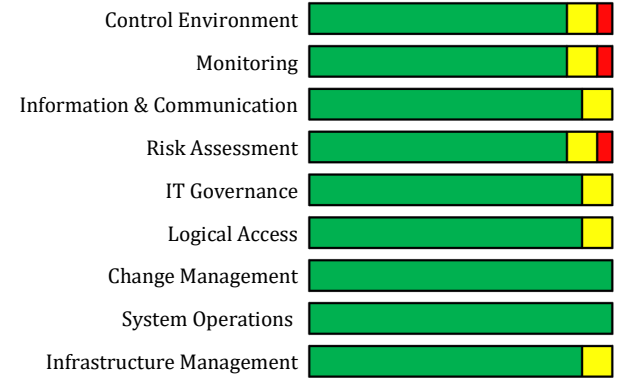 Control Environment
Monitoring
Information & Communication
Risk Assessment
IT Governance
Logical Access
Change Management
System Operations
Infrastructure Management